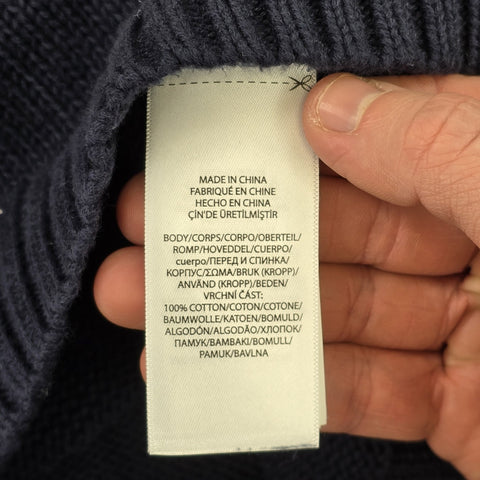 MADE IN CHINA
FABRIQUÉ EN CHINE
HECHO EN CHINA
ÇİN'DE ÜRETİLMİŞTİR
BODY/CORPS/CORPO/OBERTEIL/
ROMP/HOVEDDEL/CUERPO/
cuerpo/ПЕРЕД И СПИНКА/
КОРПУС/ΣΩΜΑ/BUK (KROPP)/
ANVÄND (KROPP)/BEDEN/
VRCHNÍ ČÁST:
100% COTTON/COTON/COTONE/
BAUMWOLLE/KATOEN/BOMULD/
ALGODÓN/ALGODÃO/ХЛОПОК/
ПАМУК/ΒΑΜΒΑΚΙ/BOMULL/
PAMUK/BAVLNA